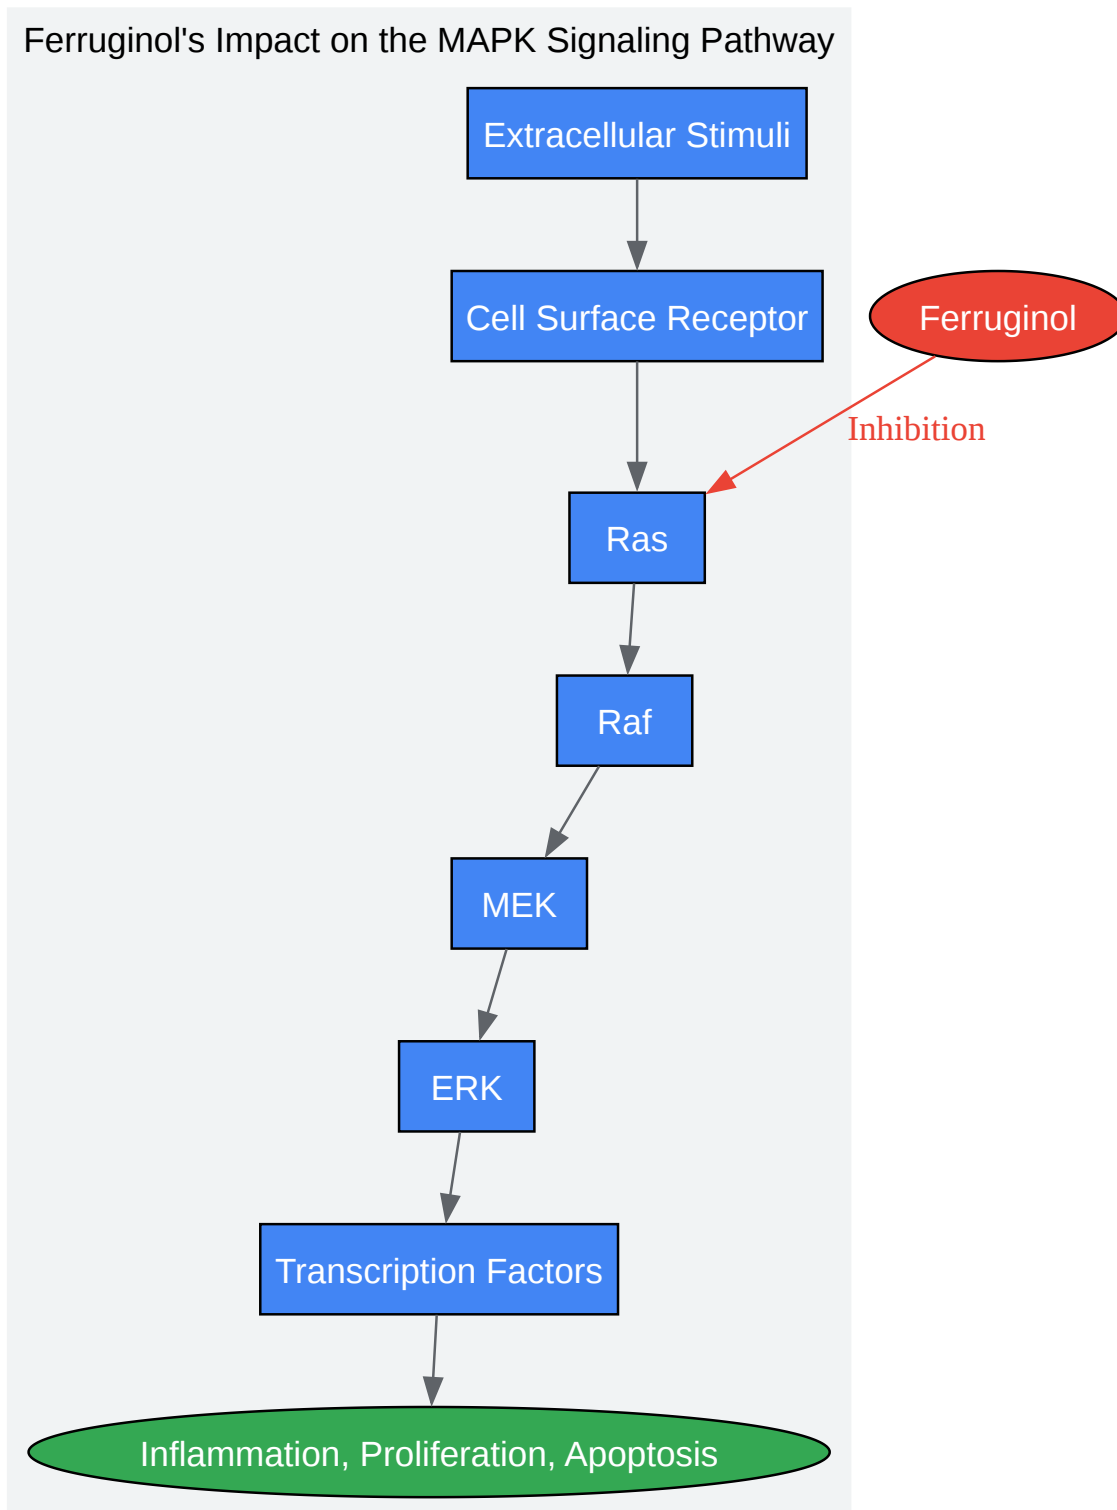 Ferruginol's Impact on the MAPK Signaling Pathway
Extracellular Stimuli
Cell Surface Receptor
Ferruginol
Inhibition
Ras
Raf
MEK
ERK
Transcription Factors
Inflammation, Proliferation, Apoptosis